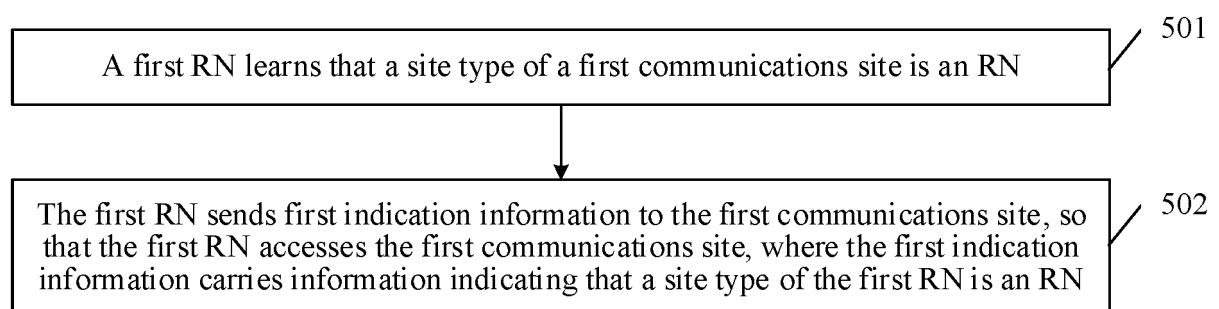 501
A first RN learns that a site type of a first communications site is an RN
502
The first RN sends first indication information to the first communications site, so
that the first RN accesses the first communications site, where the first indication
information carries information indicating that a site type of the first RN is an RN